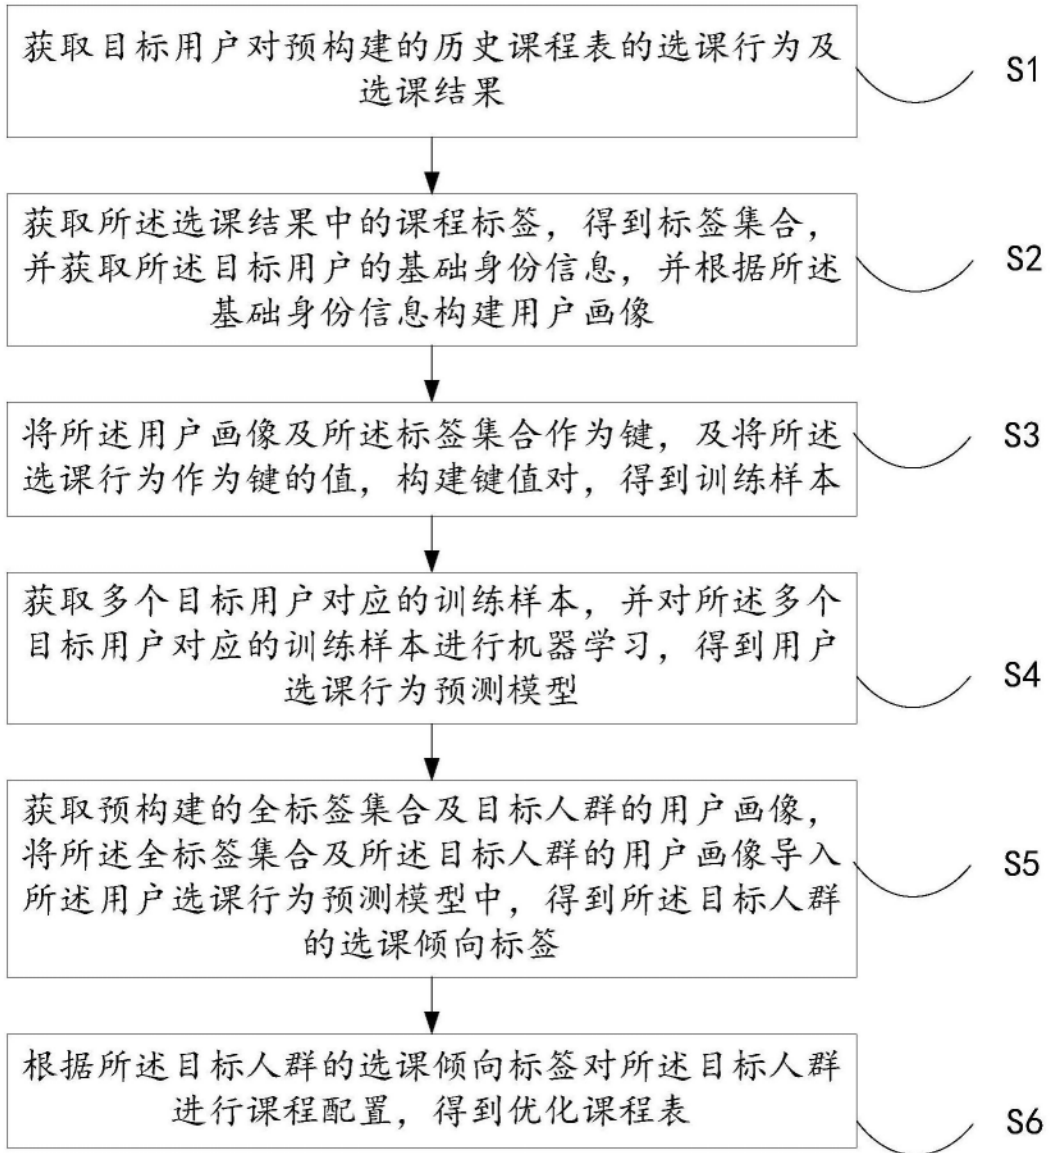 获取目标用户对预构建的历史课程表的选课行为及
选课结果
S1
获取所述选课结果中的课程标签，得到标签集合，
并获取所述目标用户的基础身份信息，并根据所述
基础身份信息构建用户画像
S2
将所述用户画像及所述标签集合作为键，及将所述
选课行为作为键的值，构建键值对，得到训练样本
S3
获取多个目标用户对应的训练样本，并对所述多个
目标用户对应的训练样本进行机器学习，得到用户
选课行为预测模型
S4
获取预构建的全标签集合及目标人群的用户画像，
将所述全标签集合及所述目标人群的用户画像导入
所述用户选课行为预测模型中，得到所述目标人群
的选课倾向标签
S5
根据所述目标人群的选课倾向标签对所述目标人群
进行课程配置，得到优化课程表
S6